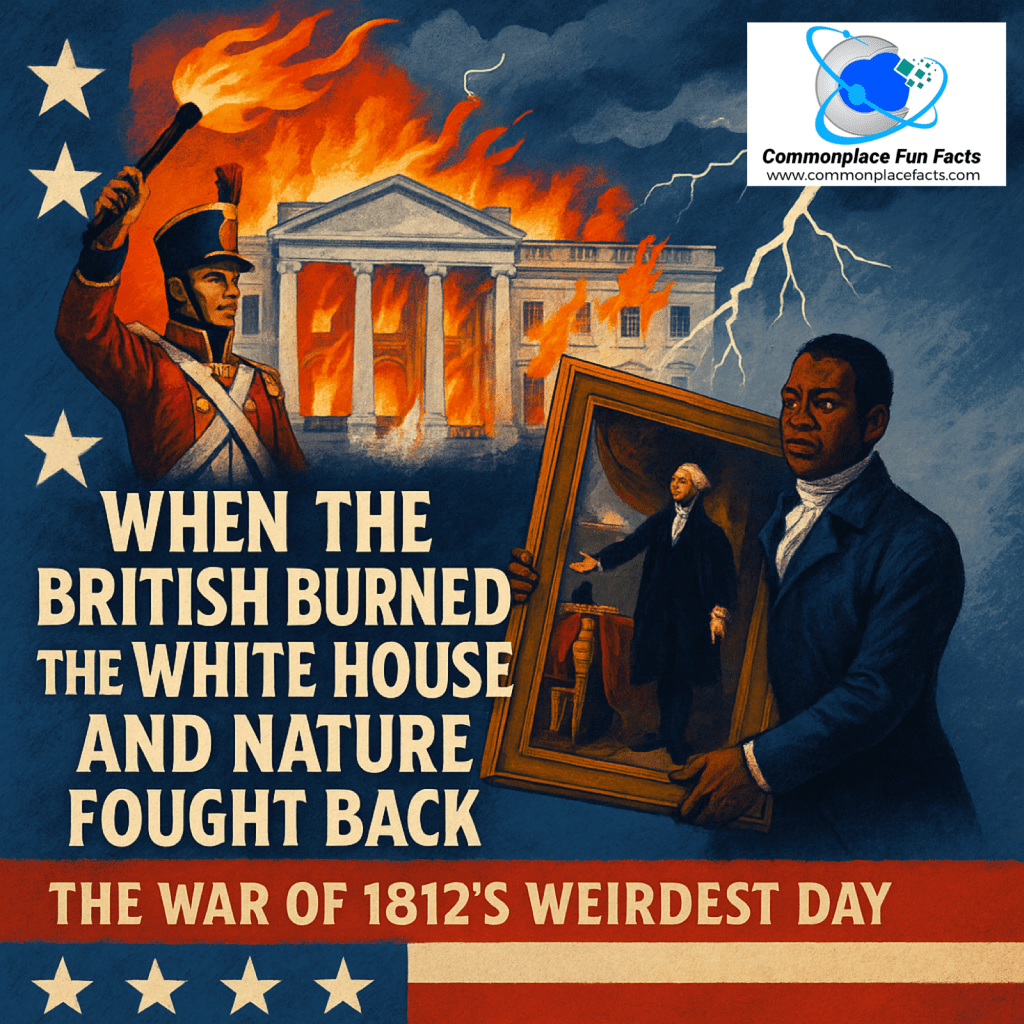 Commonplace Fun Facts
www.commonplacefacts.com
WHEN THE
BRITISH BURNED
THE WHITE HOUSE
AND NATURE
FOUGHT BACK
THE WAR OF 1812'S WEIRDEST DAY